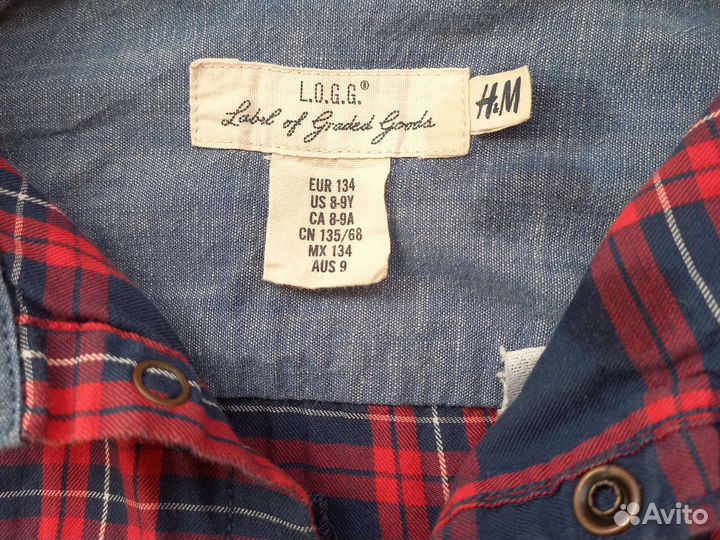 L.O.G.G.®
Label of Graded Goods
H&M
EUR 134
US 8-9Y
CA 8-9A
CN 135/68
MX 134
AUS 9
Avito